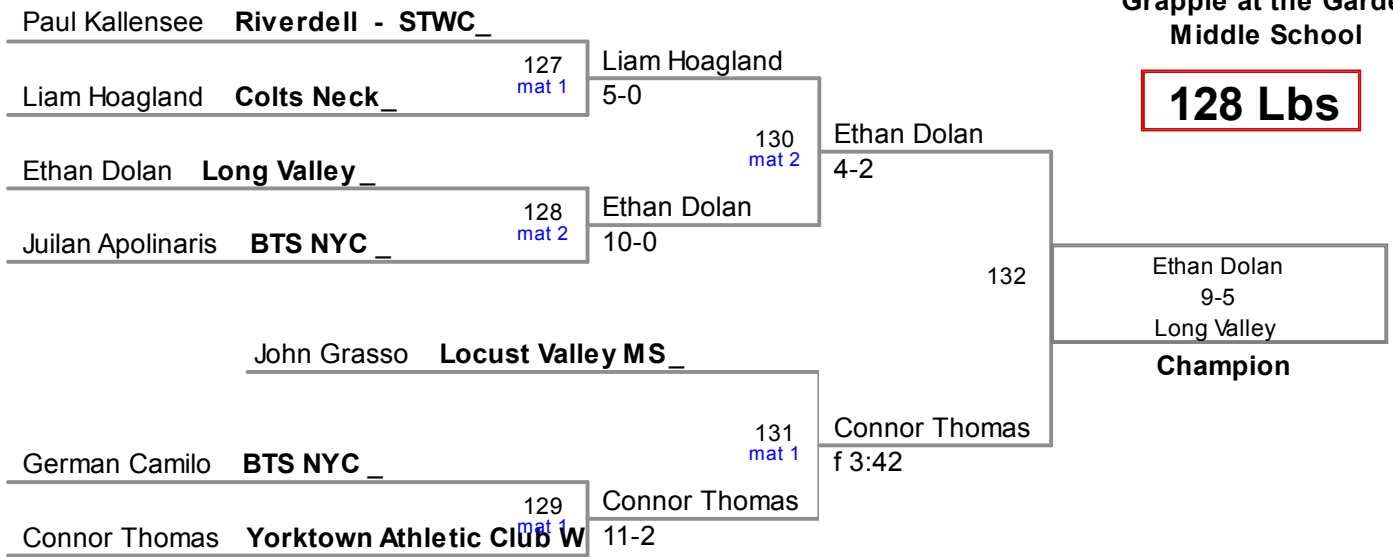 Grapple at the Garde
Middle School
128 Lbs
Paul Kallensee Riverdell - STWC_
127
mat 1
Liam Hoagland Colts Neck_
Liam Hoagland
5-0
Ethan Dolan Long Valley_
128
mat 2
Juilan Apolinaris BTS NYC _
Ethan Dolan
10-0
130
mat 2
Ethan Dolan
4-2
John Grasso Locust Valley MS_
German Camilo BTS NYC _
129
mat 1
Connor Thomas Yorktown Athletic Club W
Connor Thomas
11-2
131
mat 1
Connor Thomas
f 3:42
132
Ethan Dolan
9-5
Long Valley
Champion